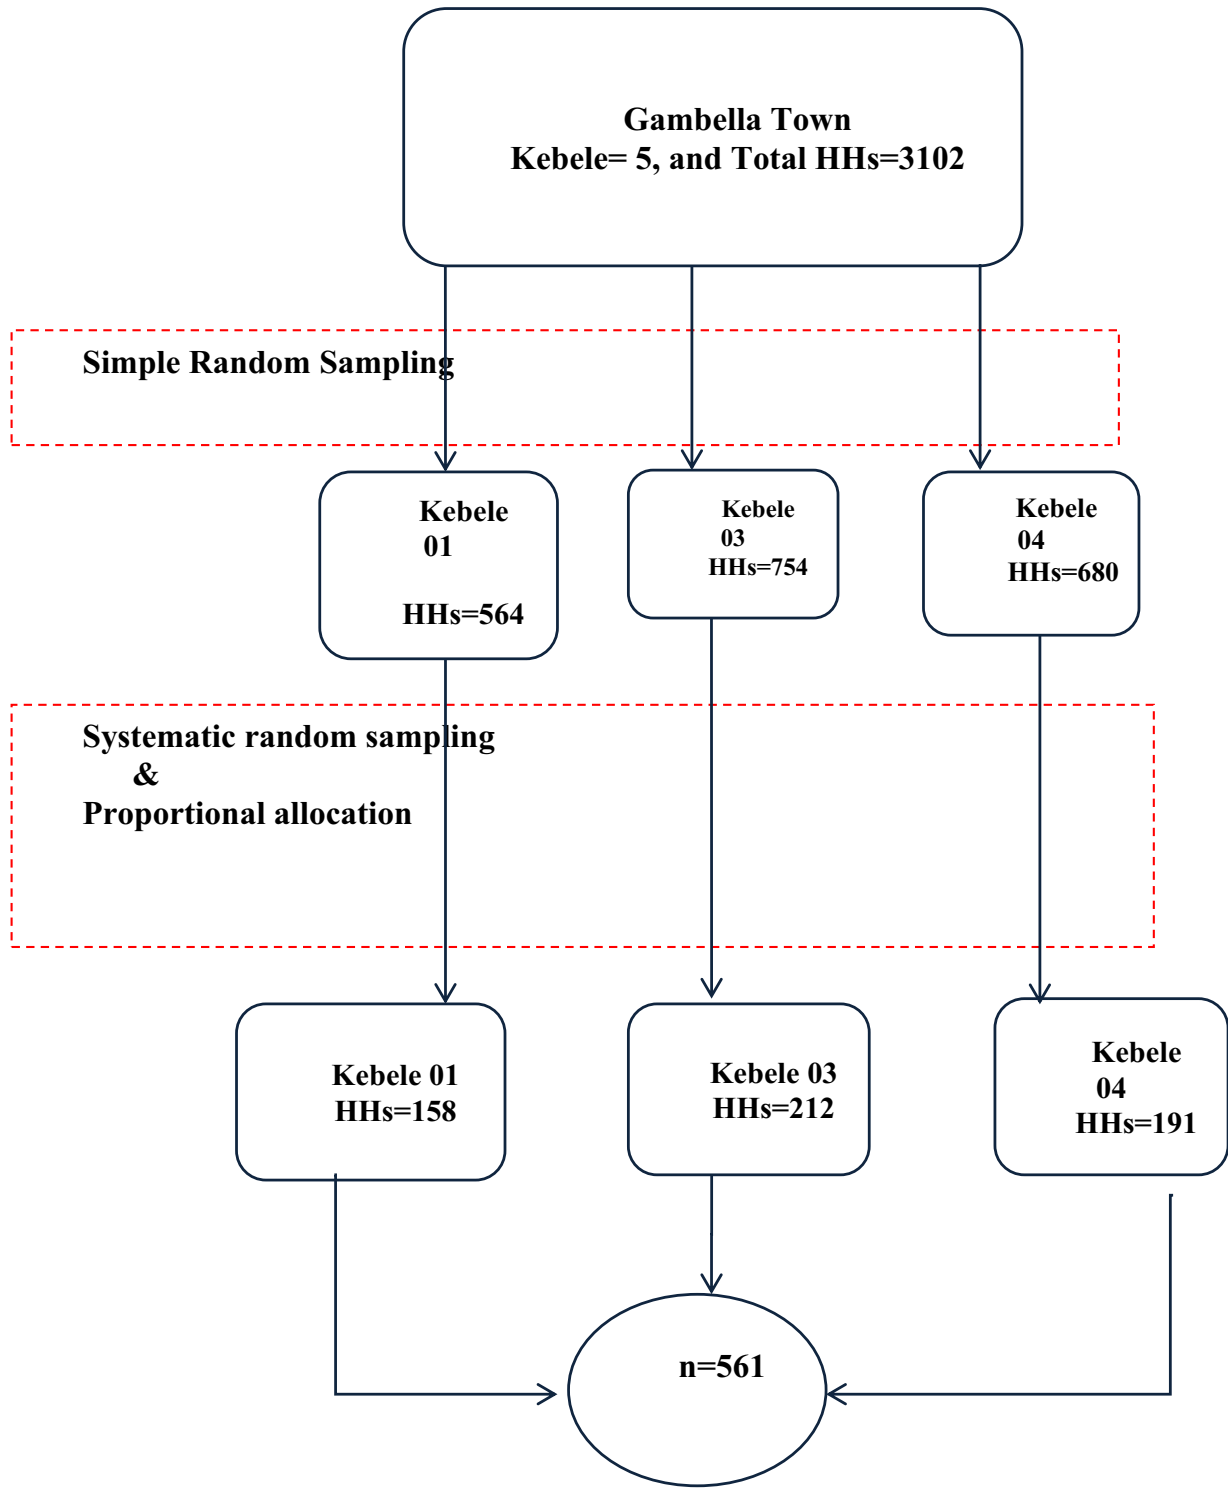 Gambella Town
Kebele= 5, and Total HHs=3102
Simple Random Sampling
Kebele
01
HHs=564
Kebele
03
HHs=754
Kebele
04
HHs=680
Systematic random sampling
&
Proportional allocation
Kebele 01
HHs=158
Kebele 03
HHs=212
Kebele
04
HHs=191
n=561